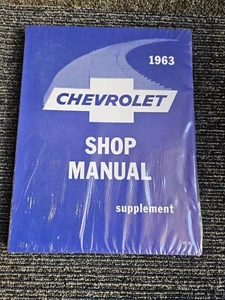 1963
CHEVROLET
SHOP
MANUAL
supplement